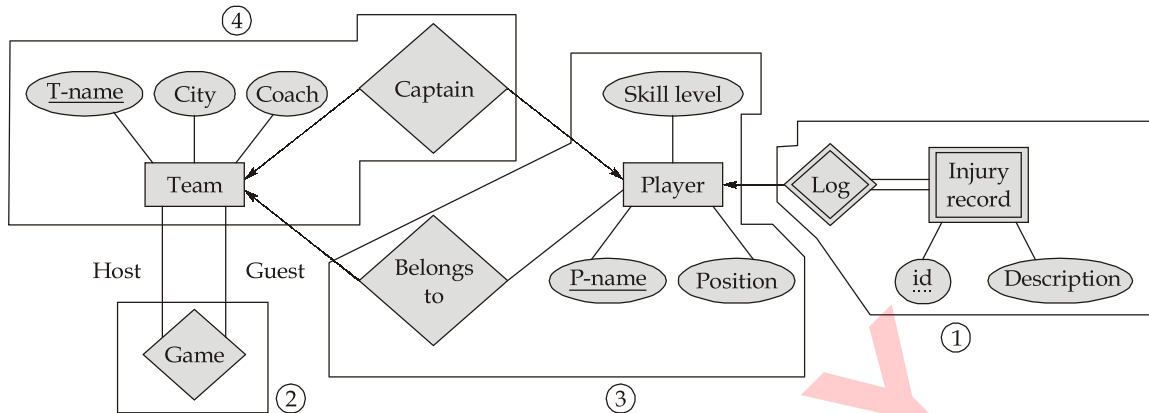 ④
T-name City Coach Captain Skill level
Team Player Log Injury
record
Host Guest Belongs
to P-name Position id Description
Game ① 
② ③